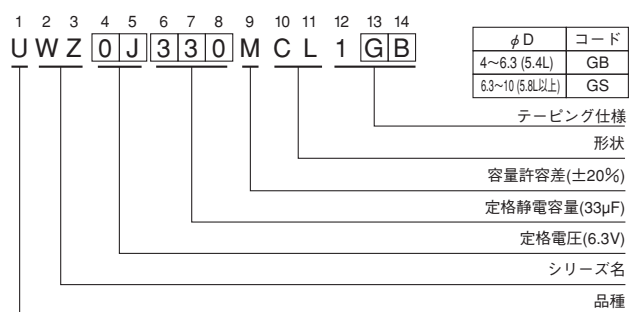 1 2 3 4 5 6 7 8 9 10 11 12 13 14
U W Z 0 J 3 3 0 M C L 1 G B
φD コード
4～6.3 (5.4L) GB
6.3～10 (5.8L以上) GS
テーピング仕様
形状
容量許容差(±20%)
定格静電容量(33µF)
定格電圧(6.3V)
シリーズ名
品種